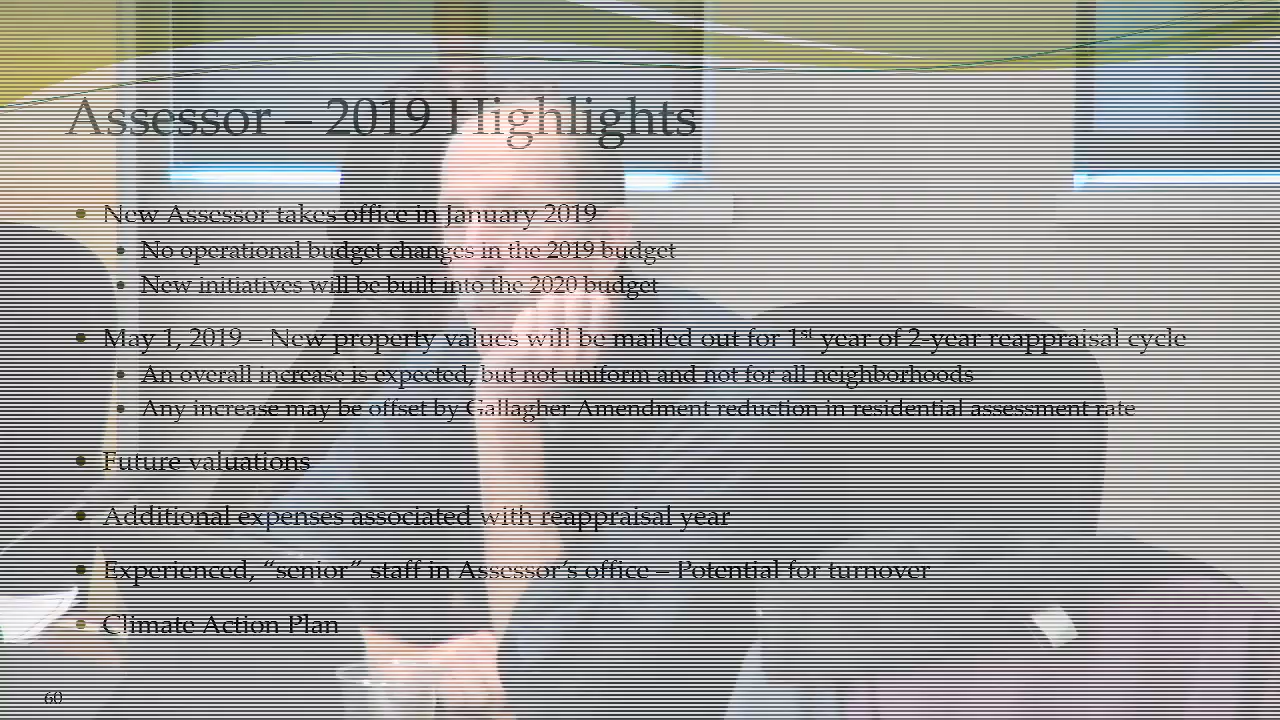 Assessor – 2019 Highlights
• New Assessor takes office in January 2019
• No operational budget changes in the 2019 budget
• New initiatives will be built into the 2020 budget
• May 1, 2019 – New property values will be mailed out for 1st year of 2-year reappraisal cycle
• An overall increase is expected, but not uniform and not for all neighborhoods
• Any increase may be offset by Gallagher Amendment reduction in residential assessment rate
• Future valuations
• Additional expenses associated with reappraisal year
• Experienced, “senior” staff in Assessor’s office – Potential for turnover
• Climate Action Plan
60